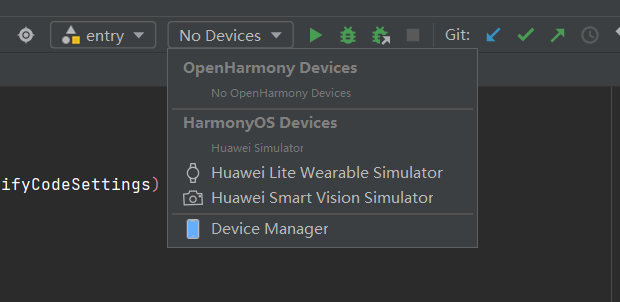 entry
No Devices
Git:
OpenHarmony Devices
No OpenHarmony Devices
HarmonyOS Devices
Huawei Simulator
ifyCodeSettings)
Huawei Lite Wearable Simulator
Huawei Smart Vision Simulator
Device Manager